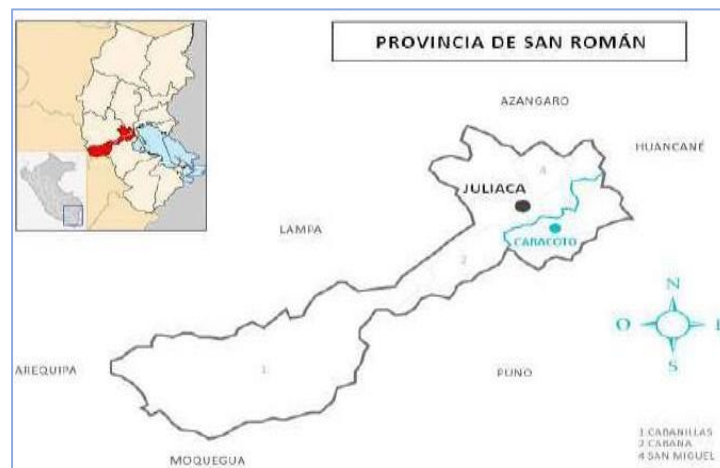 PROVINCIA DE SAN ROMÁN
AZANGARO
HUANCANÉ
4
JULIACA
CARACOTO
LAMPA
2
N
O
E
S
1
AREQUIPA
PUNO
MOQUEGUA
1 CABANILLAS
2 CABANA
4 SAN MIGUEL